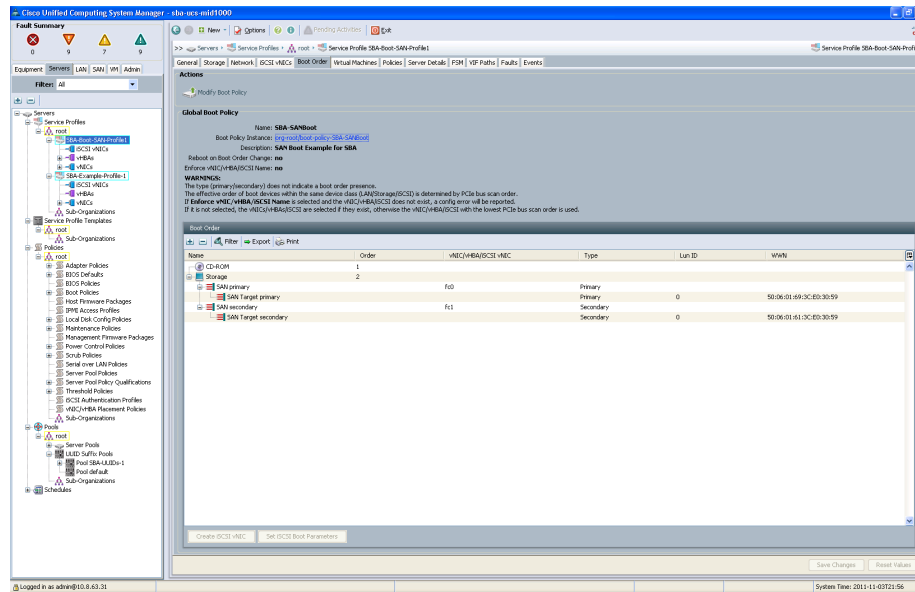 Cisco Unified Computing System Manager - sba-ucs-mid1000
Fault Summary
0 9 7 9
Equipment Servers LAN SAN VM Admin
Filter: All
Servers
Service Profiles
root
SBA-Boot-SAN-Profile1
iSCSI vNICs
vHBAs
vNICs
SBA-Example-Profile-1
iSCSI vNICs
vHBAs
vNICs
Sub-Organizations
Service Profile Templates
root
Sub-Organizations
Policies
root
Adapter Policies
BIOS Defaults
BIOS Policies
Boot Policies
Host Firmware Packages
IPMI Access Profiles
Local Disk Config Policies
Maintenance Policies
Management Firmware Packages
Power Control Policies
Scrub Policies
Serial over LAN Policies
Server Pool Policies
Server Pool Policy Qualifications
Threshold Policies
iSCSI Authentication Profiles
vNIC/vHBA Placement Policies
Sub-Organizations
Pools
root
Server Pools
UUID Suffix Pools
Pool SBA-UUIDs-1
Pool default
Sub-Organizations
Schedules
New Options Pending Activities Exit
>> Servers Service Profiles root Service Profile SBA-Boot-SAN-Profile1
Service Profile SBA-Boot-SAN-Profi
General Storage Network iSCSI vNICs Boot Order Virtual Machines Policies Server Details FSM VIF Paths Faults Events
Actions
Modify Boot Policy
Global Boot Policy
Name: SBA-SANBoot
Boot Policy Instance: org-root/boot-policy-SBA-SANBoot
Description: SAN Boot Example for SBA
Reboot on Boot Order Change: no
Enforce vNIC/vHBA/iSCSI Name: no
WARNINGS:
The type (primary/secondary) does not indicate a boot order presence.
The effective order of boot devices within the same device class (LAN/Storage/iSCSI) is determined by PCIe bus scan order.
If Enforce vNIC/vHBA/iSCSI Name is selected and the vNIC/vHBA/iSCSI does not exist, a config error will be reported.
If it is not selected, the vNICs/vHBAs/iSCSI are selected if they exist, otherwise the vNIC/vHBA/iSCSI with the lowest PCIe bus scan order is used.
Boot Order
Filter Export Print
Name Order vNIC/vHBA/iSCSI vNIC Type Lun ID WWN
CD-ROM 1
Storage 2
SAN primary fc0 Primary
SAN Target primary Primary 0 50:06:01:69:3C:E0:30:59
SAN secondary fc1 Secondary
SAN Target secondary Secondary 0 50:06:01:61:3C:E0:30:59
Create iSCSI vNIC Set iSCSI Boot Parameters
Save Changes Reset Values
Logged in as admin@10.8.63.31
System Time: 2011-11-03T21:56